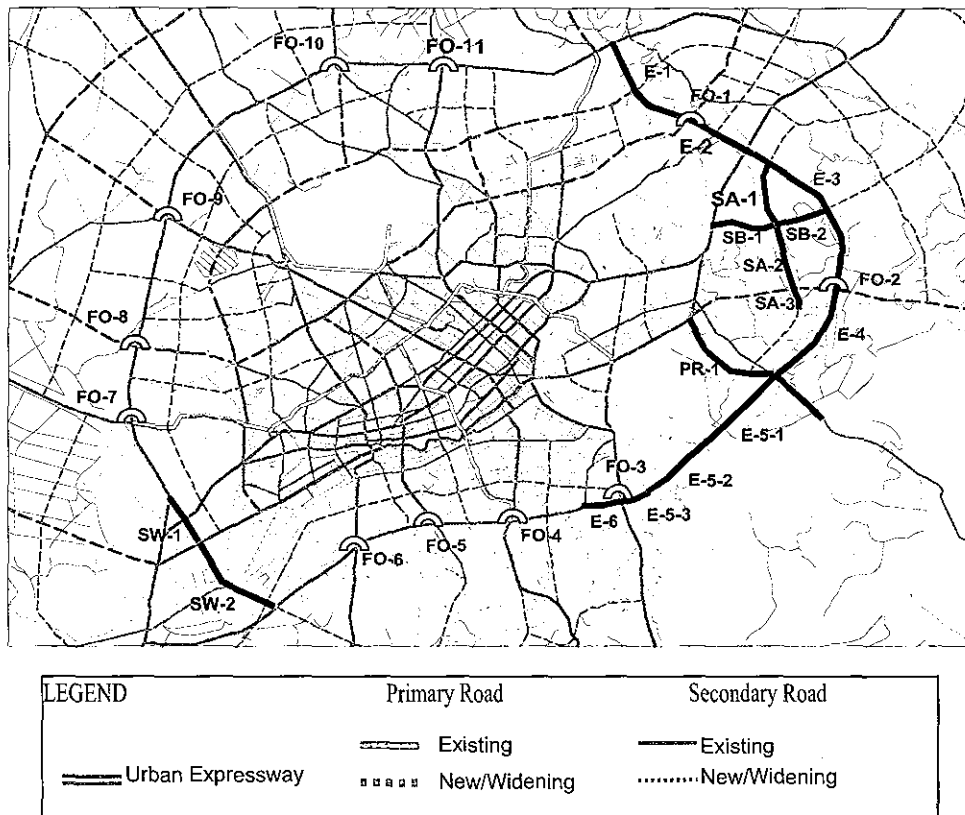 FO-10
FO-11
E-1
FO-1
E-2
E-3
SA-1
FO-9
SB-1
SB-2
SA-2
FO-2
SA-3
FO-8
E-4
PR-1
FO-7
E-5-1
FO-3
E-5-2
E-6
E-5-3
SW-1
FO-5
FO-4
FO-6
SW-2
LEGEND
Primary Road
Secondary Road
Existing
Existing
Urban Expressway
New/Widening
New/Widening